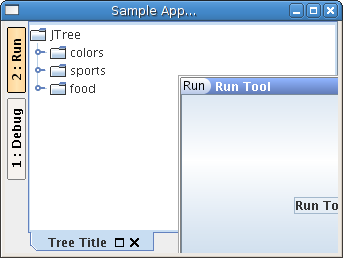 Sample App...
2 : Run
1 : Debug
JTree
colors
sports
food
Run Run Tool
Run To
Tree Title